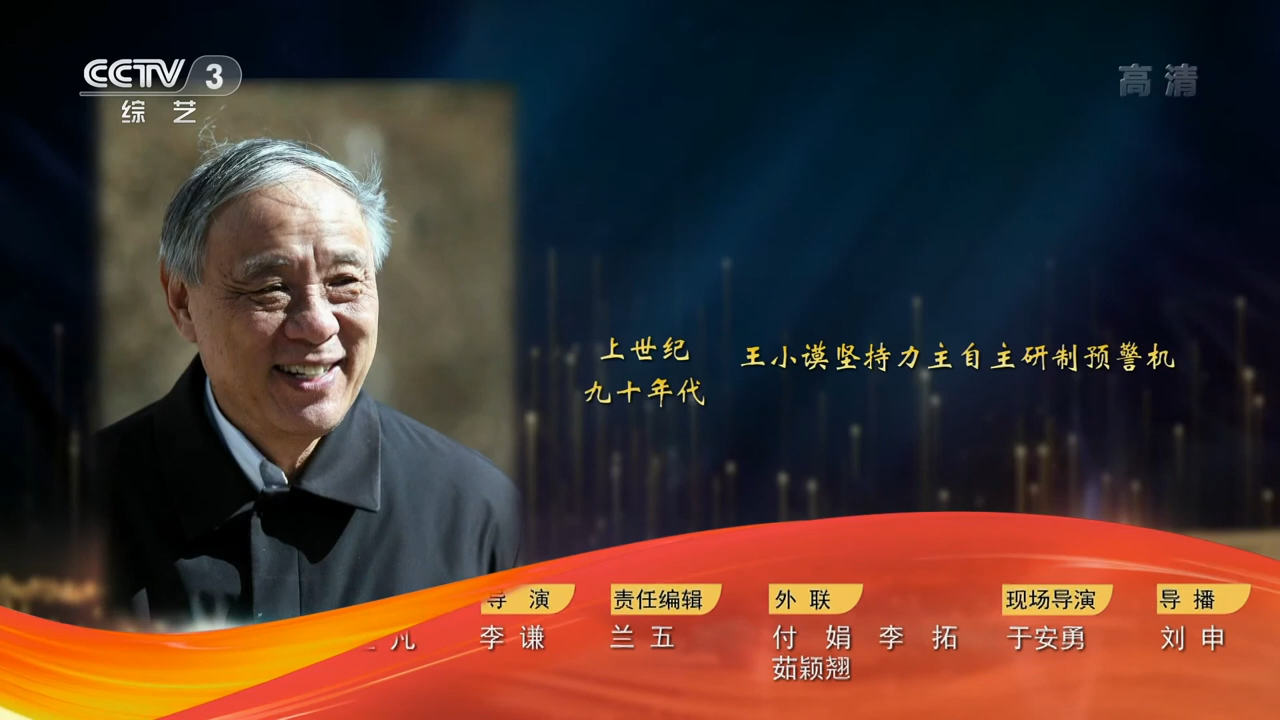 CCTV 3
综艺
高清
上世纪
九十年代
王小谟坚持力主自主研制预警机
导演
责任编辑
外联
现场导演
导播
李谦
兰五
付娟 李拓
于安勇
刘申
茹颖翘